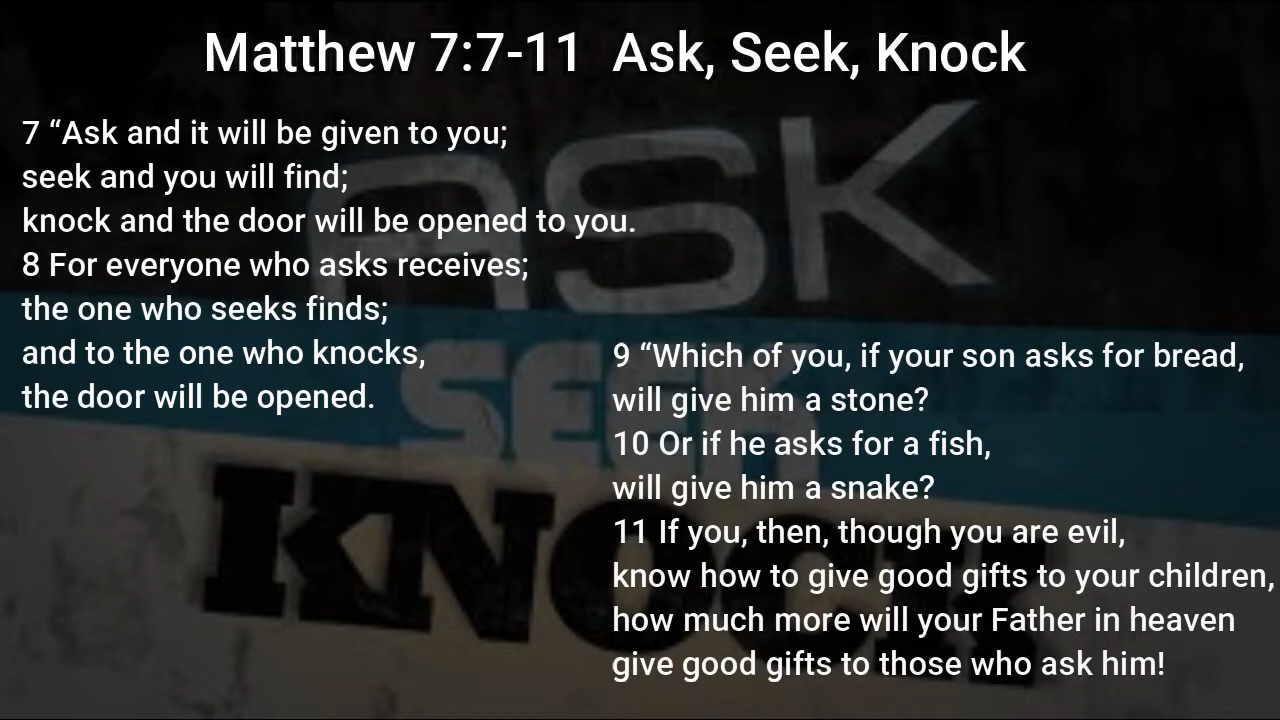 Matthew 7:7-11  Ask, Seek, Knock
7 “Ask and it will be given to you;
seek and you will find;
knock and the door will be opened to you.
8 For everyone who asks receives;
the one who seeks finds;
and to the one who knocks,
the door will be opened.
9 “Which of you, if your son asks for bread,
will give him a stone?
10 Or if he asks for a fish,
will give him a snake?
11 If you, then, though you are evil,
know how to give good gifts to your children,
how much more will your Father in heaven
give good gifts to those who ask him!
ASK
SEEK
KNOCK